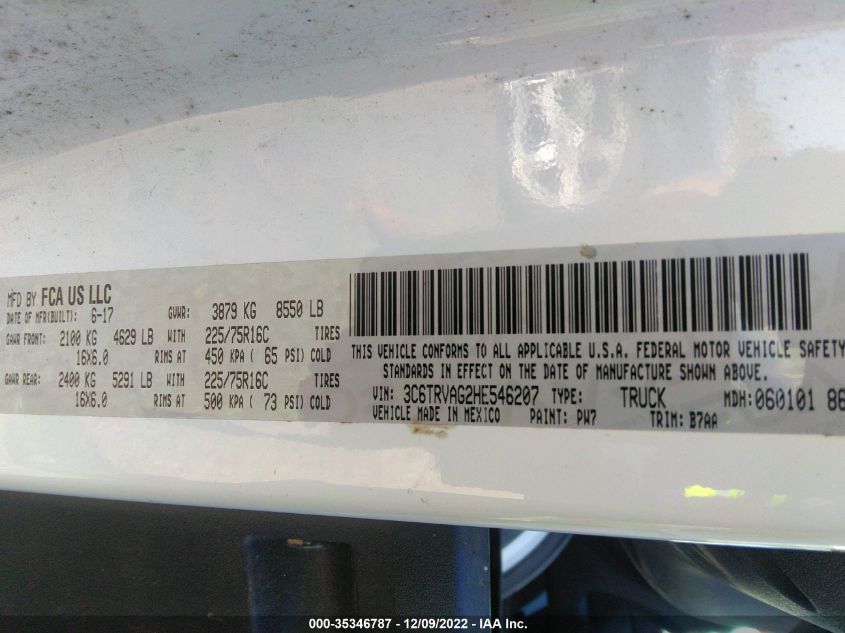 MFD BY FCA US LLC
DATE OF MFR(BUILT): 6-17 GVWR: 3879 KG 8550 LB
GAWR FRONT: 2100 KG 4629 LB WITH 225/75R16C TIRES
16X6.0 RIMS AT 450 KPA ( 65 PSI) COLD
GAWR REAR: 2400 KG 5291 LB WITH 225/75R16C TIRES
16X6.0 RIMS AT 500 KPA ( 73 PSI) COLD
THIS VEHICLE CONFORMS TO ALL APPLICABLE U.S.A. FEDERAL MOTOR VEHICLE SAFETY
STANDARDS IN EFFECT ON THE DATE OF MANUFACTURE SHOWN ABOVE.
VIN: 3C6TRVAG2HE546207 TYPE: TRUCK MDH: 060101 86
VEHICLE MADE IN MEXICO PAINT: PW7 TRIM: B7AA
000-35346787 - 12/09/2022 - IAA Inc.